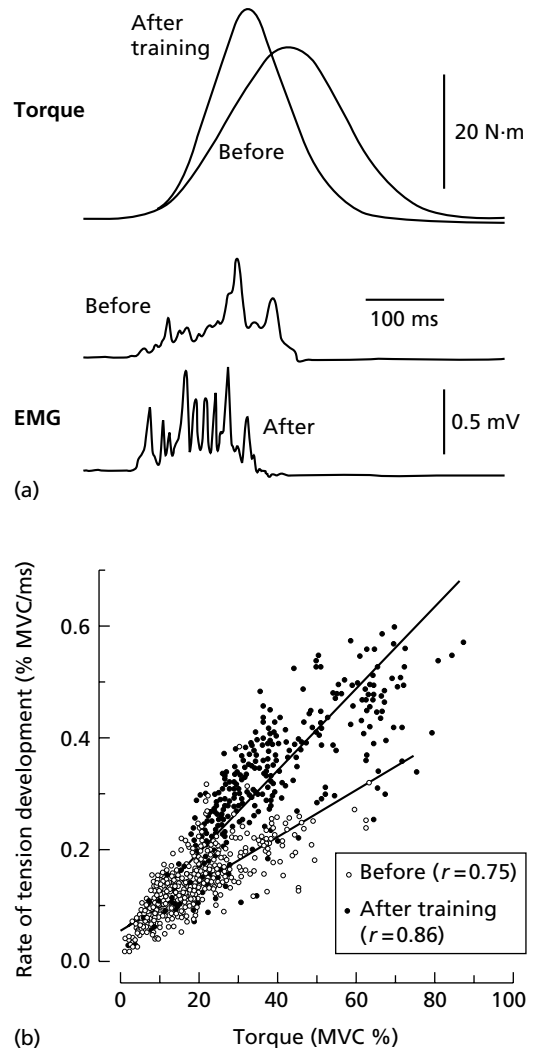 After
training
Torque
20 N·m
Before
Before
100 ms
EMG
After
0.5 mV
(a)
Rate of tension development (% MVC/ms)
0.6
0.4
0.2
0.0
Before (r=0.75)
After training
(r=0.86)
0 20 40 60 80 100
(b)
Torque (MVC %)